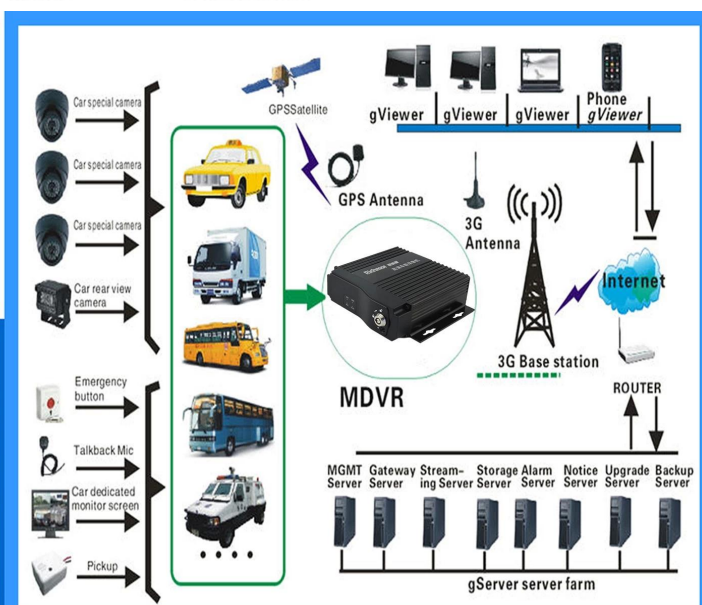 Car special camera
Car special camera
Car special camera
Car rear view
camera
Emergency
button
Talkback Mic
Car dedicated
monitor screen
Pickup
GPSSatellite
GPS Antenna
MDVR
gViewer
gViewer
gViewer
Phone
gViewer
3G
Antenna
3G Base station
Internet
ROUTER
MGMT
Server
Gateway
Server
Stream-
ing Server
Storage
Server
Alarm
Server
Notice
Server
Upgrade
Server
Backup
Server
gServer server farm